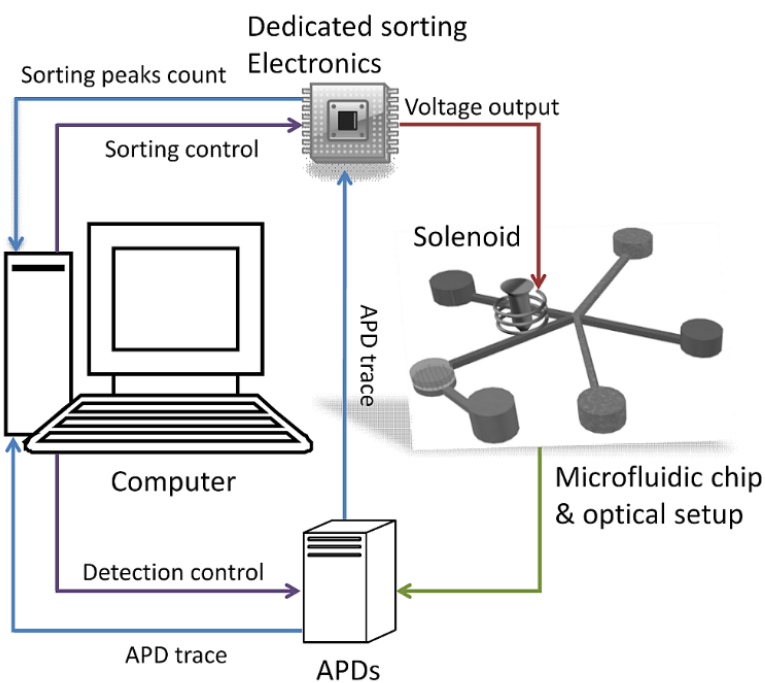 Dedicated sorting
Electronics
Sorting peaks count
Voltage output
Sorting control
Solenoid
APD trace
Computer
Microfluidic chip
& optical setup
Detection control
APD trace
APDs